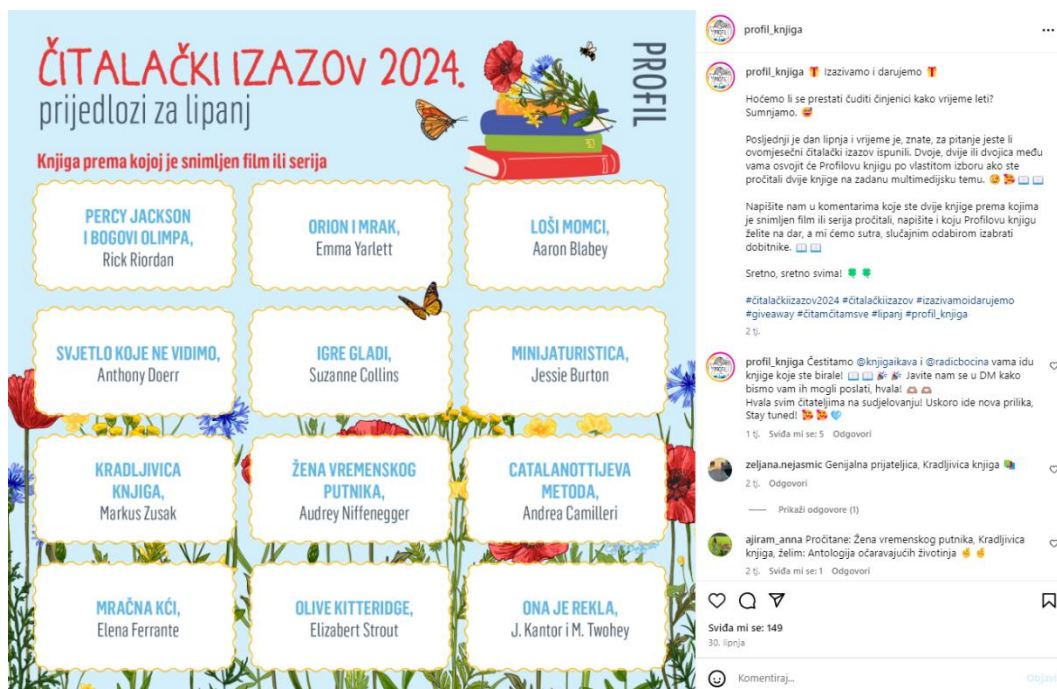 ČITALAČKI IZAZOV 2024.
prijedlozi za lipanj
PROFIL
Knjiga prema kojoj je snimljen film ili serija
PERCY JACKSON
I BOGOVI OLIMPA,
Rick Riordan
ORION I MRAK,
Emma Yarlett
LOŠI MOMCI,
Aaron Blabey
SVJETLO KOJE NE VIDIMO,
Anthony Doerr
IGRE GLADI,
Suzanne Collins
MINIJATURISTICA,
Jessie Burton
KRADLJIVICA
KNJIGA,
Markus Zusak
ŽENA VREMENSKOG
PUTNIKA,
Audrey Niffenegger
CATALANOTTIJEVA
METODA,
Andrea Camilleri
MRAČNA KĆI,
Elena Ferrante
OLIVE KITTERIDGE,
Elizabert Strout
ONA JE REKLA,
J. Kantor i M. Twohey
profil_knjiga
profil_knjiga Izazivamo i darujemo
Hoćemo li se prestati čuditi činjenici kako vrijeme leti?
Sumnjamo.
Posljednji je dan lipnja i vrijeme je, znate, za pitanje jeste li
ovomjesečni čitalački izazov ispunili. Dvoje, dvije ili dvojica među
vama osvojit će Profilovu knjigu po vlastitom izboru ako ste
pročitali dvije knjige na zadanu multimedijsku temu.
Napišite nam u komentarima koje ste dvije knjige prema kojima
je snimljen film ili serija pročitali, napišite i koju Profilovu knjigu
želite na dar, a mi ćemo sutra, slučajnim odabirom izabrati
dobitnike.
Sretno, sretno svima!
#čitalačkiizazov2024 #čitalačkiizazov #izazivamoidarujemo
#giveaway #čitamčitamsve #lipanj #profil_knjiga
2 tj.
profil_knjiga Čestitamo @knjigaikava i @radicbocina vama idu
knjige koje ste birale! Javite nam se u DM kako
bismo vam ih mogli poslati, hvala!
Hvala svim čitateljima na sudjelovanju! Uskoro ide nova prilika,
Stay tuned!
1 tj. Sviđa mi se: 5 Odgovori
zeljana.nejasmic Genijalna prijateljica, Kradljivica knjiga
2 tj. Odgovori
Prikaži odgovore (1)
ajiram_anna Pročitane: Žena vremenskog putnika, Kradljivica
knjiga, želim: Antologija očaravajućih životinja
2 tj. Sviđa mi se: 1 Odgovori
Sviđa mi se: 149
30. lipnja
Komentiraj...
Objavi